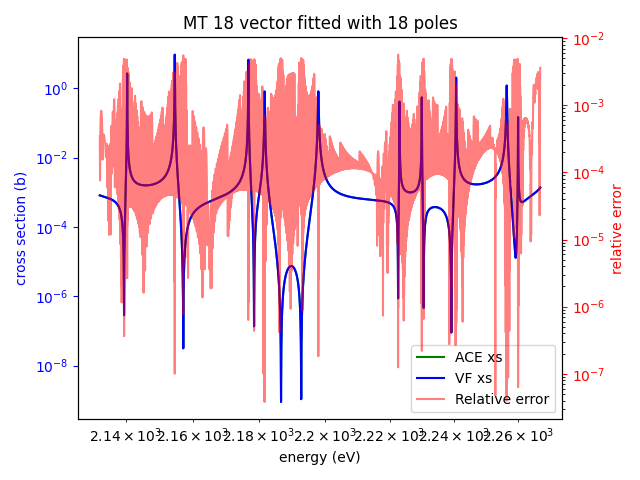 MT 18 vector fitted with 18 poles
10⁰
10⁻²
10⁻⁴
10⁻⁶
10⁻⁸
cross section (b)
10⁻²
10⁻³
10⁻⁴
10⁻⁵
10⁻⁶
10⁻⁷
relative error
ACE xs
VF xs
Relative error
2.14 × 10³ 2.16 × 10³ 2.18 × 10³ 2.2 × 10³ 2.22 × 10³ 2.24 × 10³ 2.26 × 10³
energy (eV)